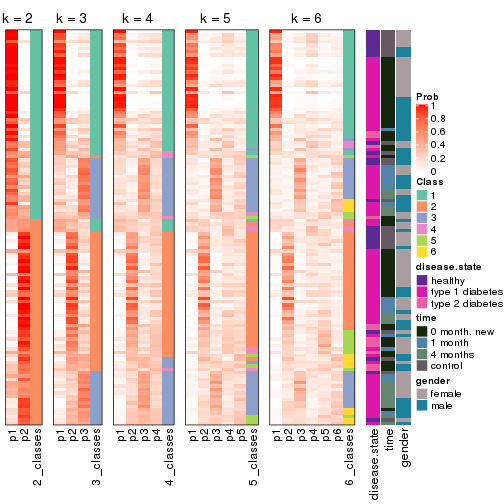 k = 2
k = 3
k = 4
k = 5
k = 6
p1
p2
2_classes
p1
p2
p3
3_classes
p1
p2
p3
p4
4_classes
p1
p2
p3
p4
p5
5_classes
p1
p2
p3
p4
p5
p6
6_classes
disease.state
time
gender
Prob
1
0.8
0.6
0.4
0.2
0
Class
1
2
3
4
5
6
disease.state
healthy
type 1 diabetes
type 2 diabetes
time
0 month. new
1 month
4 months
control
gender
female
male